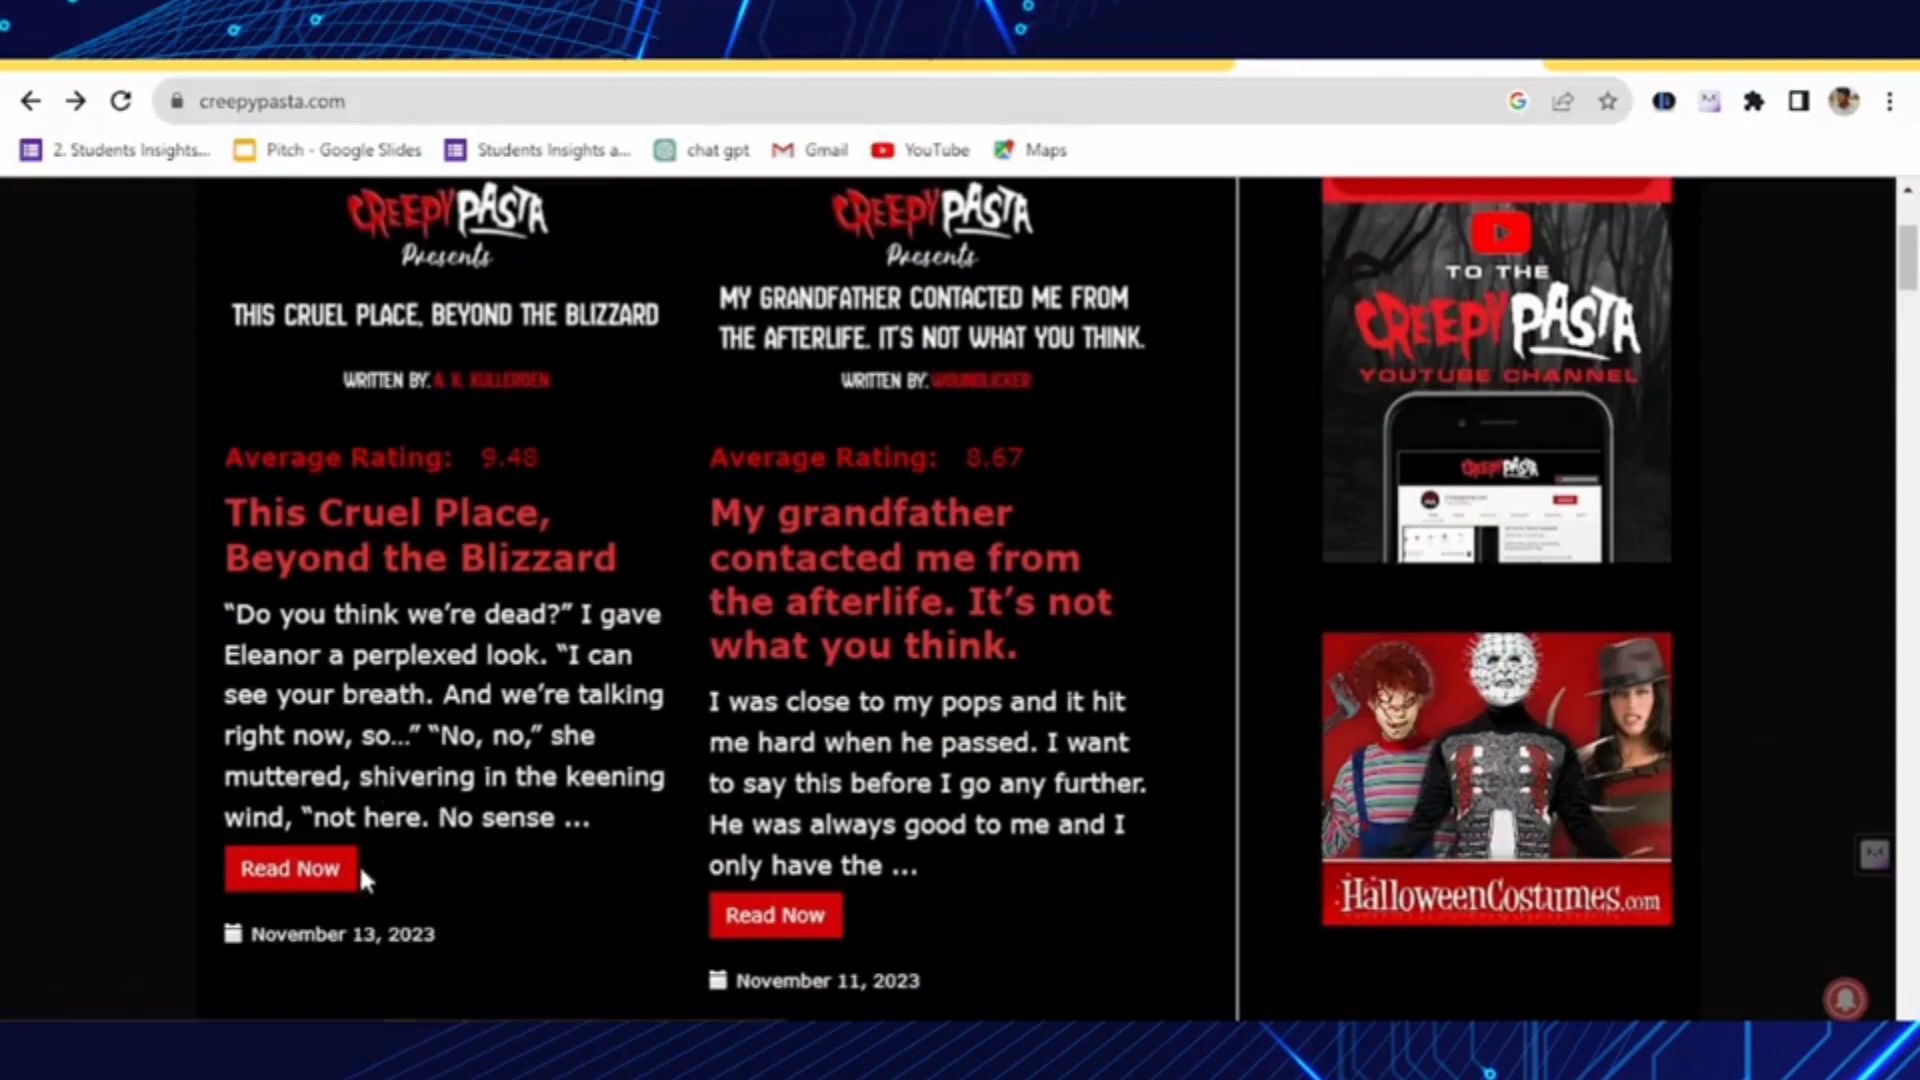 creepypasta.com
2. Students Insights...
Pitch - Google Slides
Students Insights a...
chat gpt
Gmail
YouTube
Maps
CREEPYPASTA
Presents
THIS CRUEL PLACE, BEYOND THE BLIZZARD
WRITTEN BY: A. K. KULLERDEN
Average Rating: 9.48
This Cruel Place,
Beyond the Blizzard
“Do you think we’re dead?” I gave
Eleanor a perplexed look. “I can
see your breath. And we’re talking
right now, so…” “No, no,” she
muttered, shivering in the keening
wind, “not here. No sense ...
Read Now
November 13, 2023
CREEPYPASTA
Presents
MY GRANDFATHER CONTACTED ME FROM
THE AFTERLIFE. IT'S NOT WHAT YOU THINK.
WRITTEN BY: WOUNDLICKER
Average Rating: 8.67
My grandfather
contacted me from
the afterlife. It’s not
what you think.
I was close to my pops and it hit
me hard when he passed. I want
to say this before I go any further.
He was always good to me and I
only have the ...
Read Now
November 11, 2023
TO THE
CREEPYPASTA
YOUTUBE CHANNEL
CREEPYPASTA
HalloweenCostumes.com